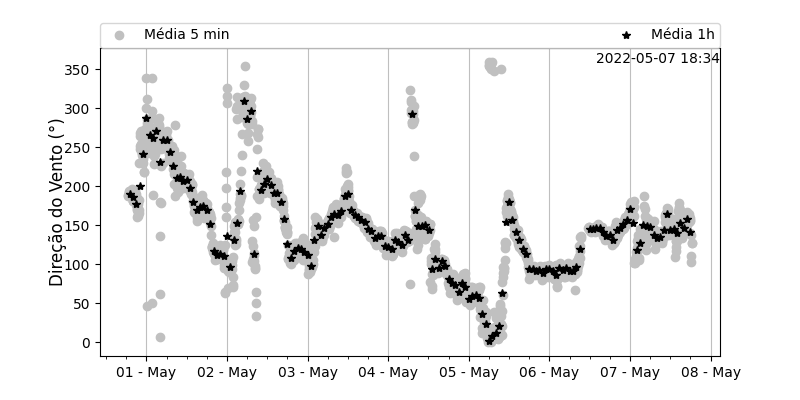 Média 5 min
Média 1h
2022-05-07 18:34
Direção do Vento (°)
350
300
250
200
150
100
50
0
01 - May
02 - May
03 - May
04 - May
05 - May
06 - May
07 - May
08 - May